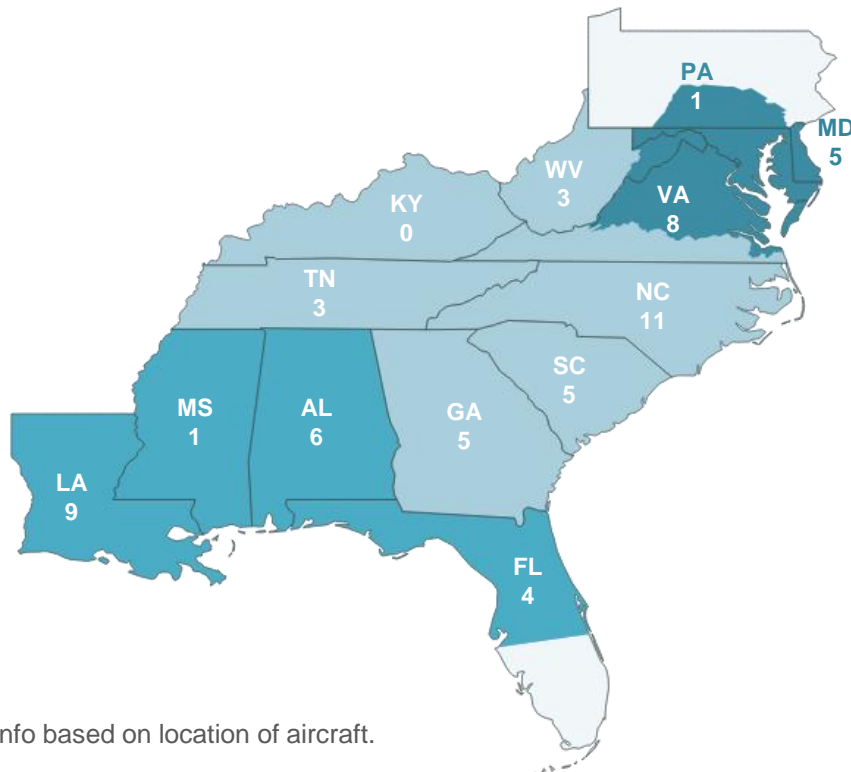 PA
1
MD
5
WV
3
VA
8
KY
0
TN
3
NC
11
SC
5
MS
1
AL
6
GA
5
LA
9
FL
4
nfo based on location of aircraft.